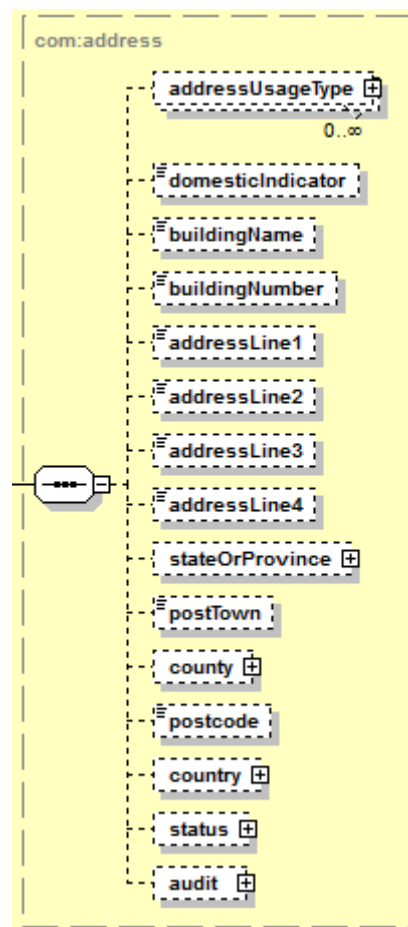 com:address
addressUsageType
0..∞
domesticIndicator
buildingName
buildingNumber
addressLine1
addressLine2
addressLine3
addressLine4
stateOrProvince
postTown
county
postcode
country
status
audit